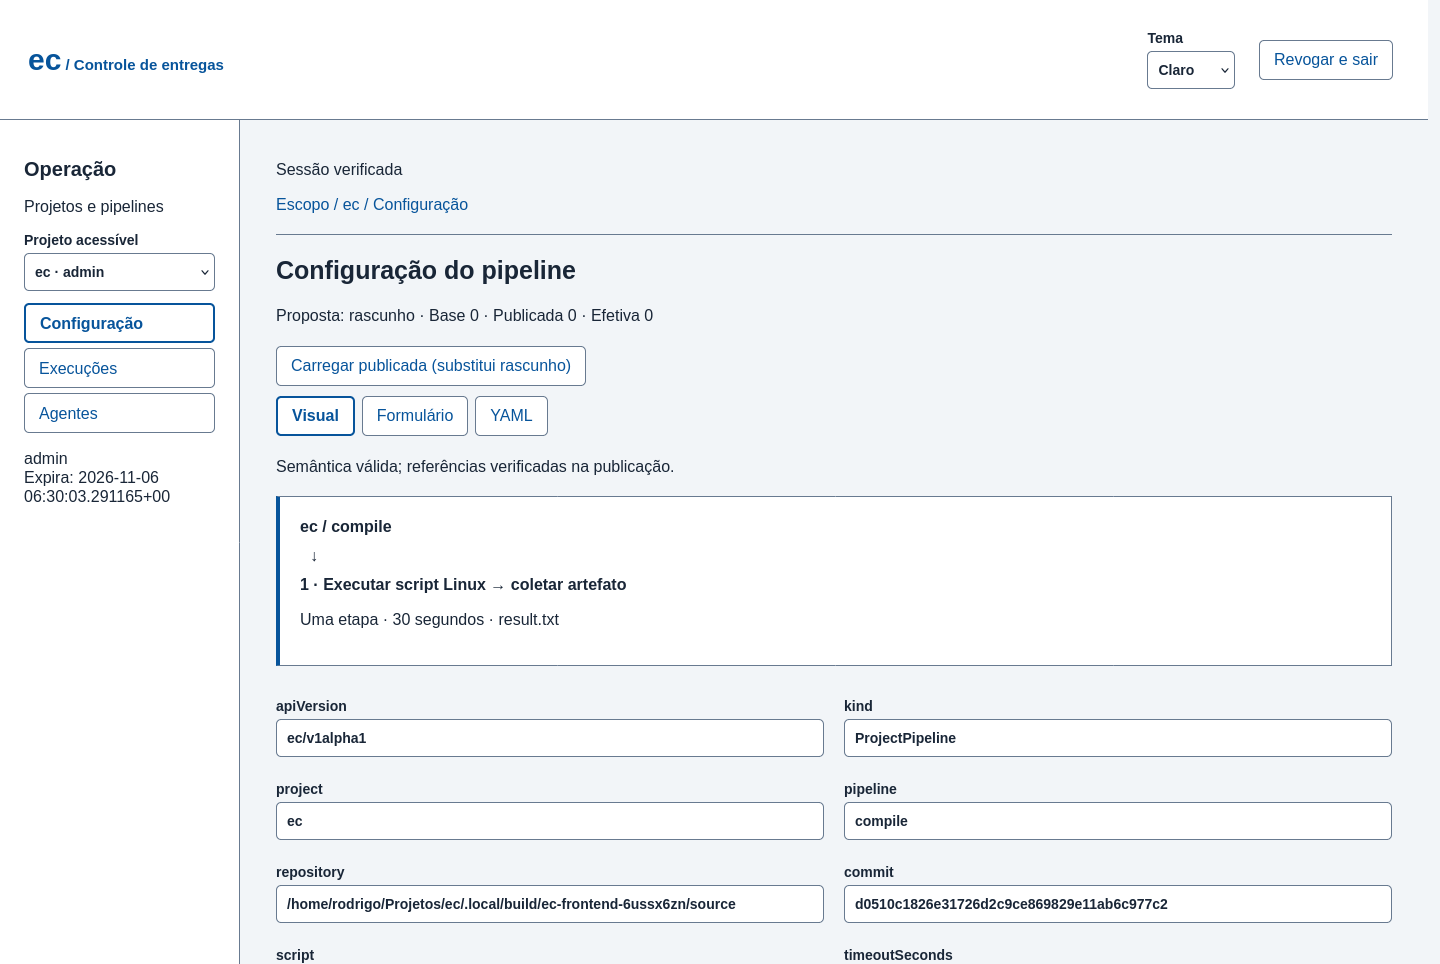 ec / Controle de entregas
Tema
Claro
Revogar e sair
Operação
Projetos e pipelines
Projeto acessível
ec · admin
Configuração
Execuções
Agentes
admin
Expira: 2026-11-06
06:30:03.291165+00
Sessão verificada
Escopo / ec / Configuração
Configuração do pipeline
Proposta: rascunho · Base 0 · Publicada 0 · Efetiva 0
Carregar publicada (substitui rascunho)
Visual
Formulário
YAML
Semântica válida; referências verificadas na publicação.
ec / compile
↓
1 · Executar script Linux → coletar artefato
Uma etapa · 30 segundos · result.txt
apiVersion
ec/v1alpha1
kind
ProjectPipeline
project
ec
pipeline
compile
repository
/home/rodrigo/Projetos/ec/.local/build/ec-frontend-6ussx6zn/source
commit
d0510c1826e31726d2c9ce869829e11ab6c977c2
script
timeoutSeconds